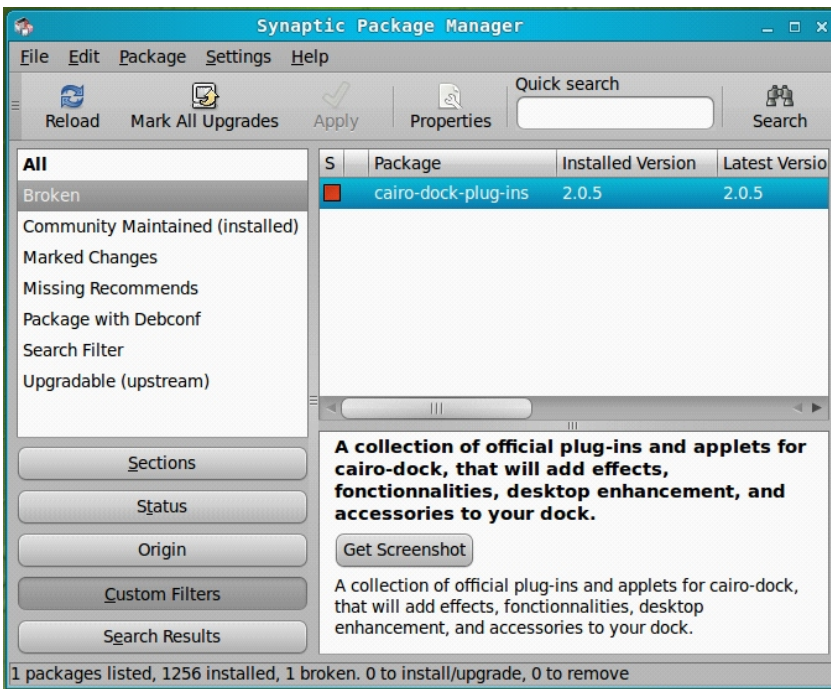 Synaptic Package Manager
File Edit Package Settings Help
Reload Mark All Upgrades Apply Properties Quick search Search
All
Broken
Community Maintained (installed)
Marked Changes
Missing Recommends
Package with Debconf
Search Filter
Upgradable (upstream)
Sections
Status
Origin
Custom Filters
Search Results
S Package Installed Version Latest Versio
cairo-dock-plug-ins 2.0.5 2.0.5
A collection of official plug-ins and applets for
cairo-dock, that will add effects,
fonctionnalities, desktop enhancement, and
accessories to your dock.
Get Screenshot
A collection of official plug-ins and applets for cairo-dock,
that will add effects, fonctionnalities, desktop
enhancement, and accessories to your dock.
1 packages listed, 1256 installed, 1 broken. 0 to install/upgrade, 0 to remove